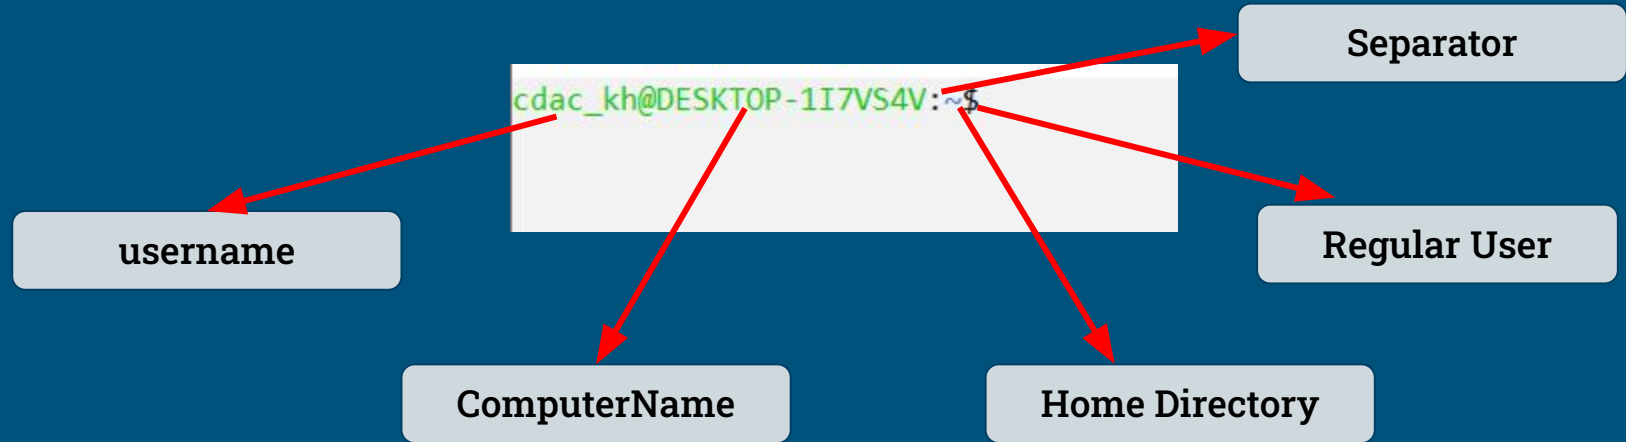 Separator
cdac_kh@DESKTOP-1I7VS4V:~$
username
Regular User
ComputerName
Home Directory